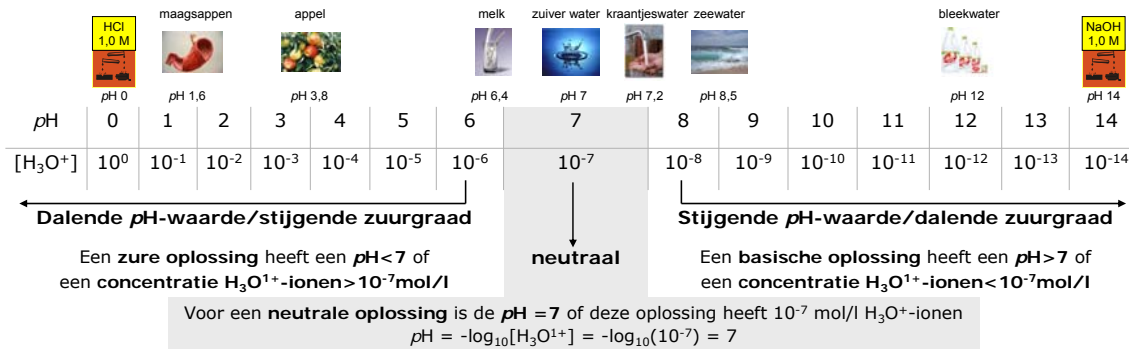 HCl
1,0 M
maagsappen
appel
melk
zuiver water
kraantjeswater
zeewater
bleekwater
NaOH
1,0 M
pH 0
pH 1,6
pH 3,8
pH 6,4
pH 7
pH 7,2
pH 8,5
pH 12
pH 14
pH 0 1 2 3 4 5 6 7 8 9 10 11 12 13 14
[H₃O⁺] 10⁰ 10⁻¹ 10⁻² 10⁻³ 10⁻⁴ 10⁻⁵ 10⁻⁶ 10⁻⁷ 10⁻⁸ 10⁻⁹ 10⁻¹⁰ 10⁻¹¹ 10⁻¹² 10⁻¹³ 10⁻¹⁴
Dalende pH-waarde/stijgende zuurgraad
Een zure oplossing heeft een pH<7 of
een concentratie H₃O¹⁺-ionen>10⁻⁷mol/l
neutraal
Stijgende pH-waarde/dalende zuurgraad
Een basische oplossing heeft een pH>7 of
een concentratie H₃O¹⁺-ionen<10⁻⁷mol/l
Voor een neutrale oplossing is de pH =7 of deze oplossing heeft 10⁻⁷ mol/l H₃O⁺-ionen
pH = -log₁₀[H₃O¹⁺] = -log₁₀(10⁻⁷) = 7